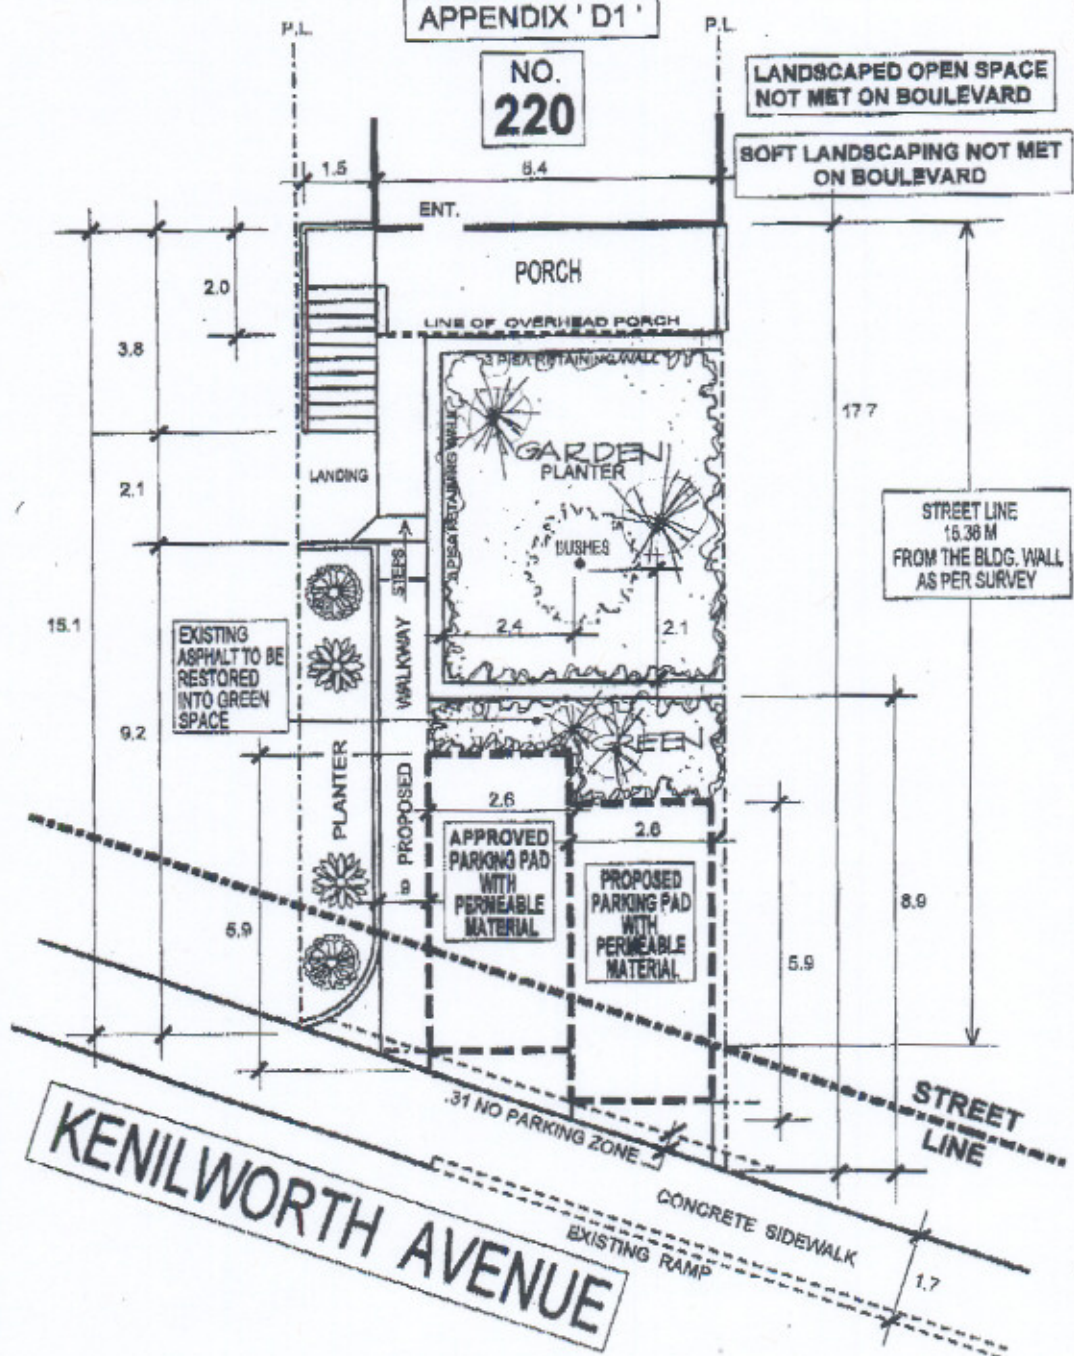 APPENDIX ' D1 '
P.L.
P.L.
NO.
220
LANDSCAPED OPEN SPACE
NOT MET ON BOULEVARD
SOFT LANDSCAPING NOT MET
ON BOULEVARD
1.5
ENT.
PORCH
2.0
LINE OF OVERHEAD PORCH
3.8
3 PISA RETAINING WALL
17.7
GARDEN
PLANTER
LANDING
2.1
STREET LINE
FROM THE BLDG. WALL
AS PER SURVEY
BUSHES
STEPS
2.4
2.1
15.1
EXISTING
ASPHALT TO BE
RESTORED
INTO GREEN
SPACE
WALKWAY
9.2
GREEN
PLANTER
PROPOSED
2.6
2.6
APPROVED
PARKING PAD
WITH
PERMEABLE
MATERIAL
PROPOSED
PARKING PAD
WITH
PERMEABLE
MATERIAL
.9
8.9
5.9
5.9
STREET
LINE
.31 NO PARKING ZONE
KENILWORTH AVENUE
CONCRETE SIDEWALK
EXISTING RAMP
1.7